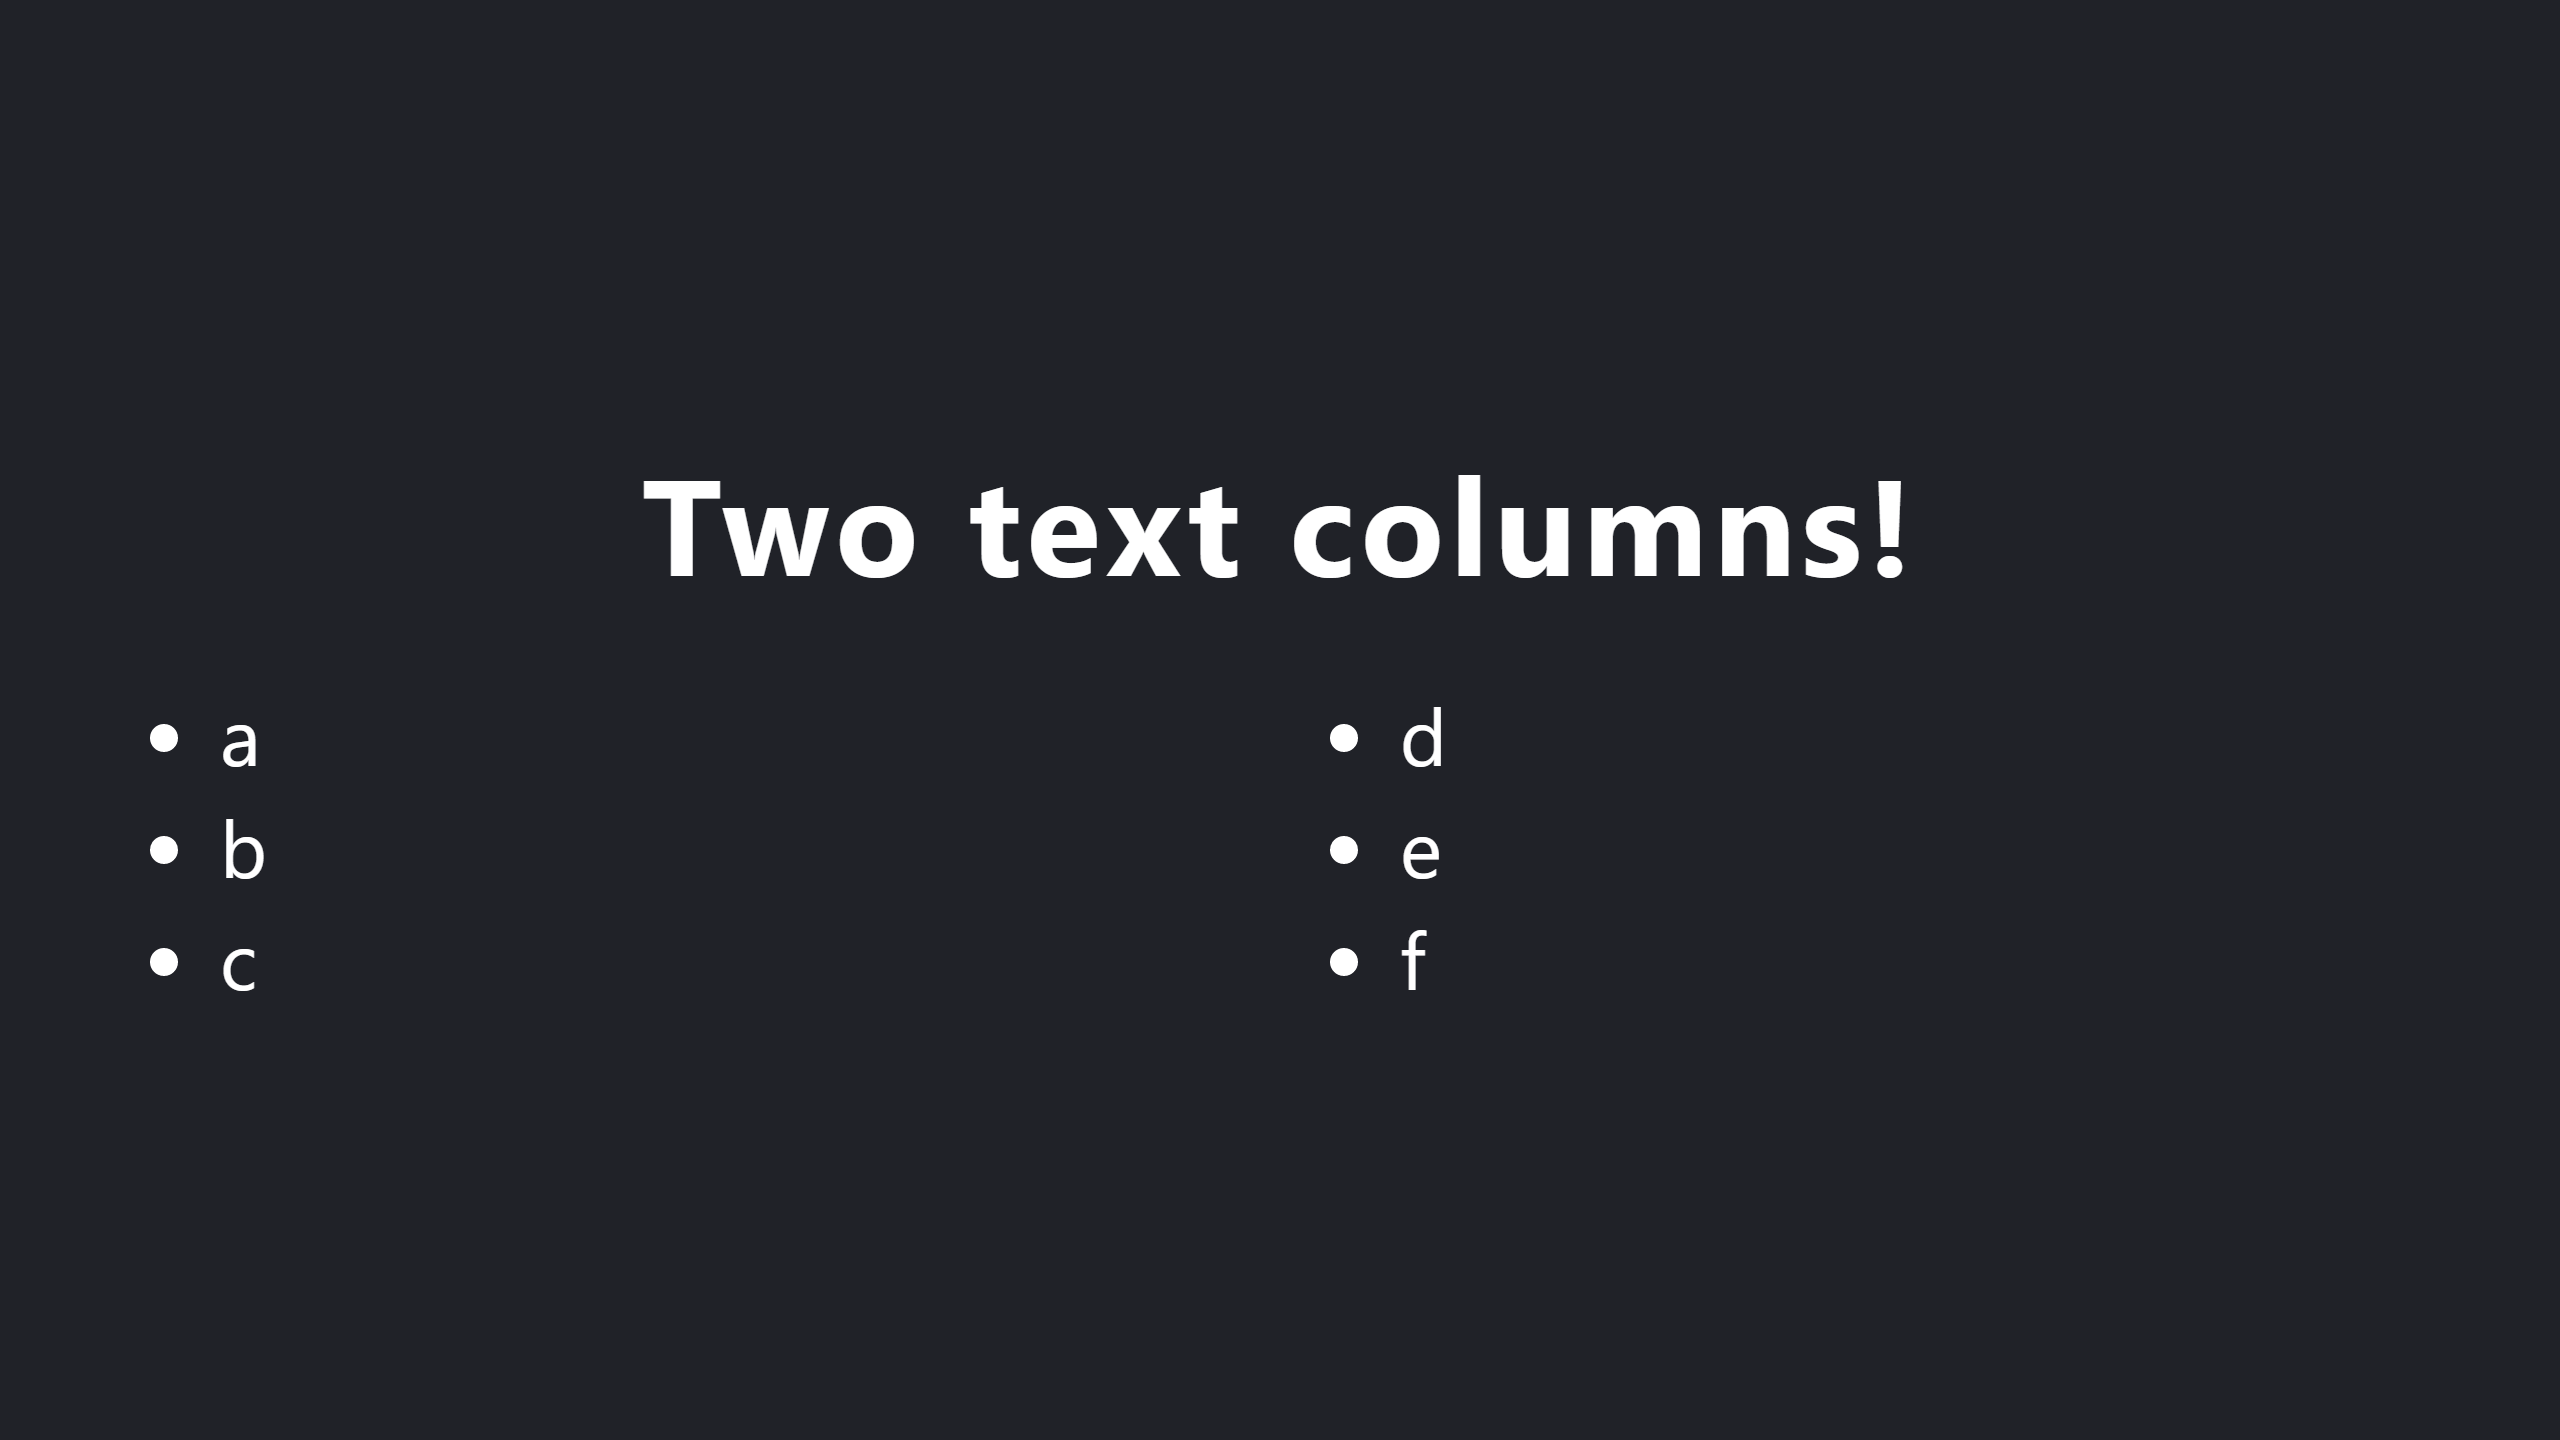 Two text columns!
• a
• b
• c
• d
• e
• f